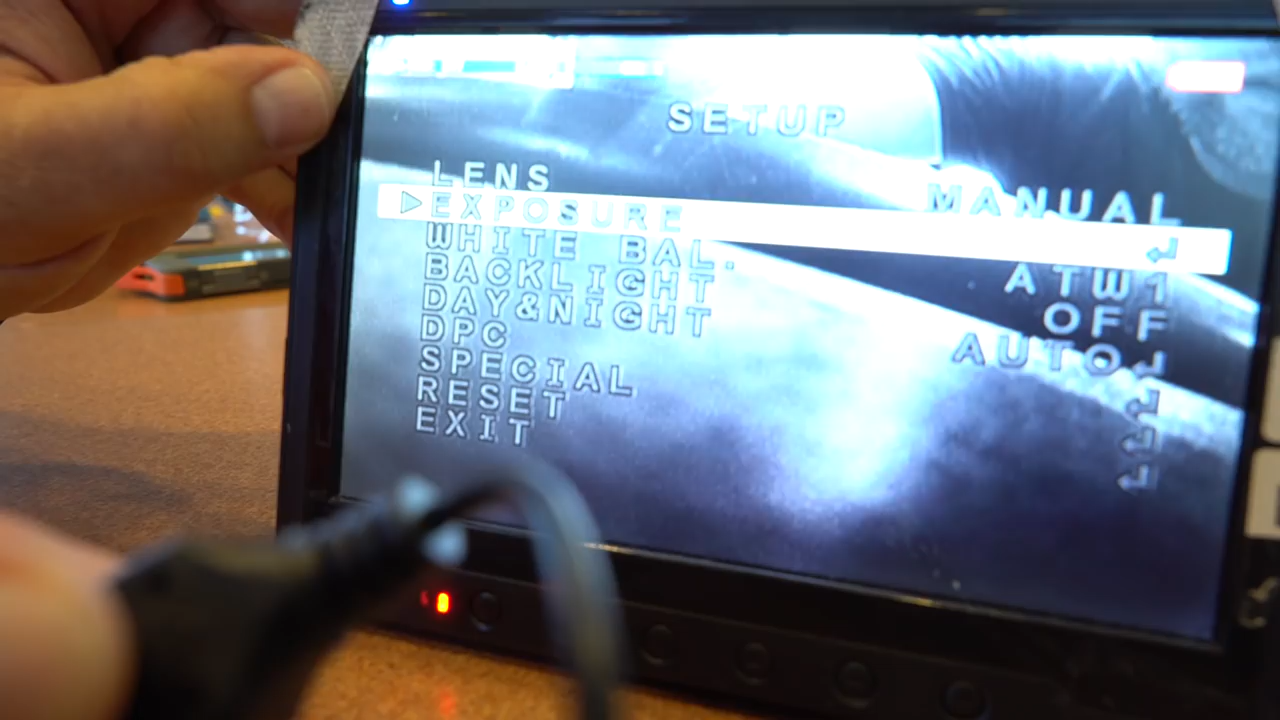 SETUP
LENS MANUAL
▷EXPOSURE ↵
WHITE BAL. ATW1
BACKLIGHT OFF
DAY&NIGHT AUTO↵
DPC ↵
SPECIAL ↵
RESET ↵
EXIT